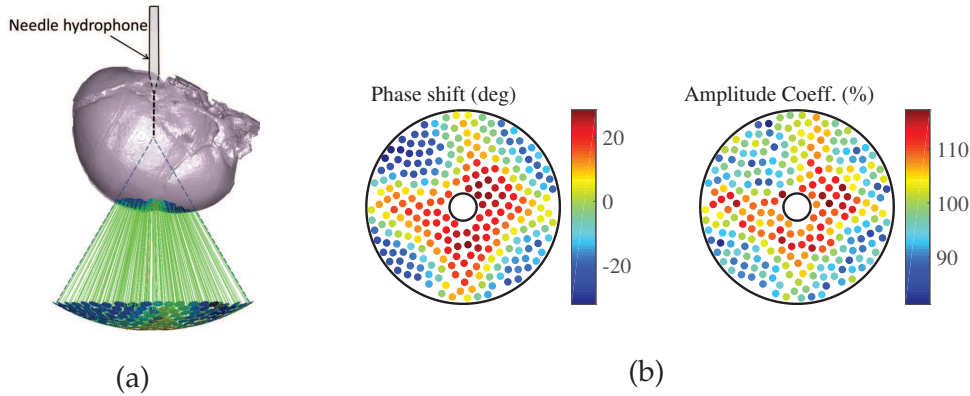 Needle hydrophone
(a)
Phase shift (deg)
20
0
-20
Amplitude Coeff. (%)
110
100
90
(b)